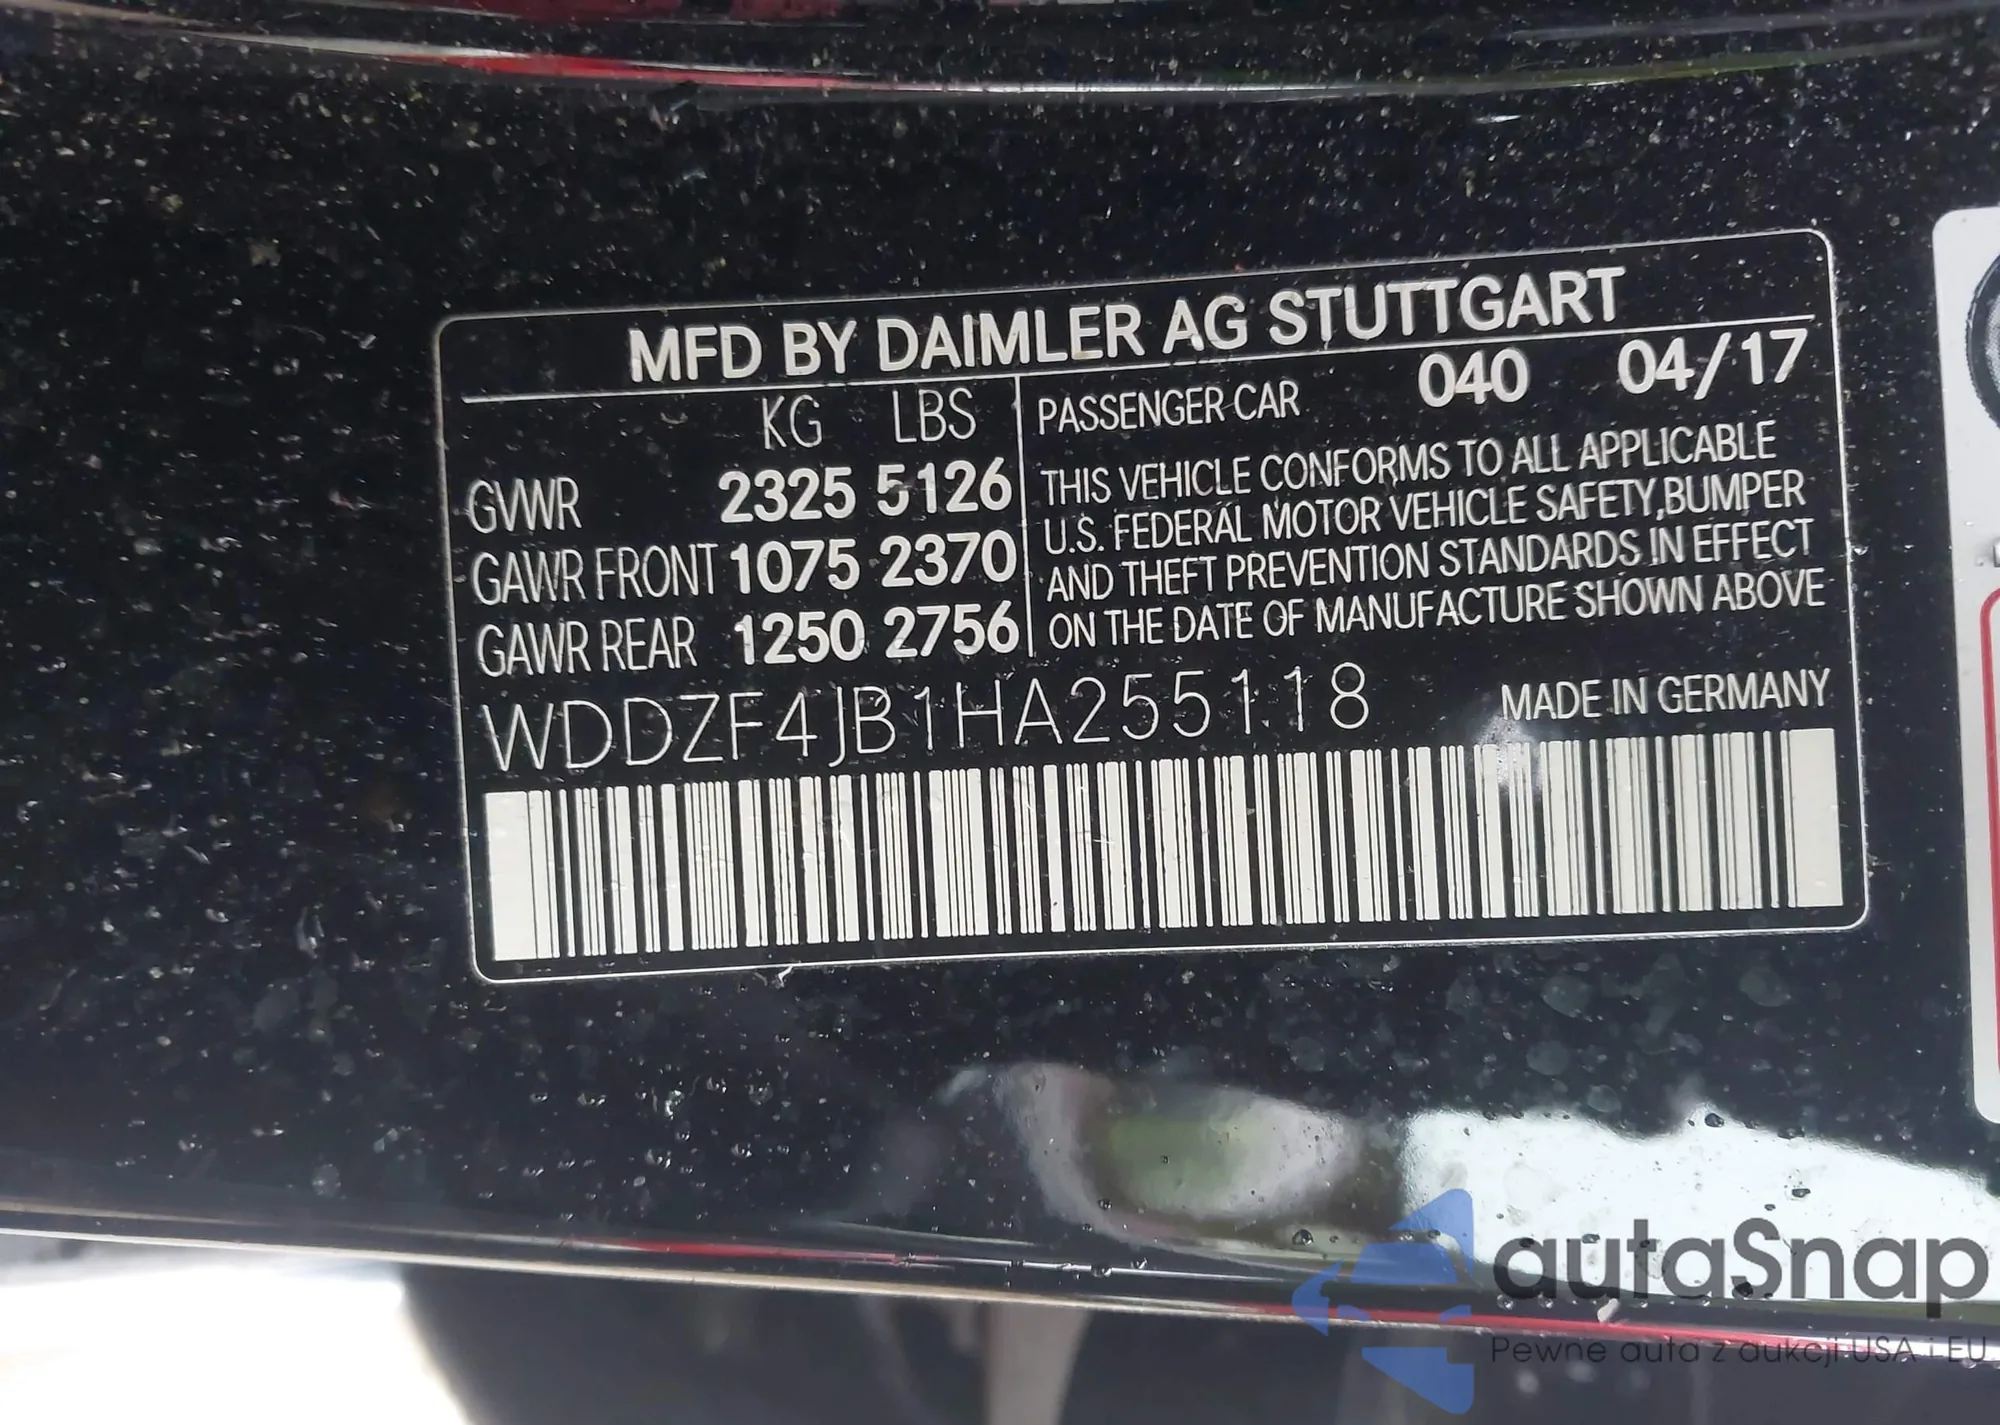 MFD BY DAIMLER AG STUTTGART
KG LBS
GVWR 2325 5126
GAWR FRONT 1075 2370
GAWR REAR 1250 2756
PASSENGER CAR 040 04/17
THIS VEHICLE CONFORMS TO ALL APPLICABLE
U.S. FEDERAL MOTOR VEHICLE SAFETY,BUMPER
AND THEFT PREVENTION STANDARDS IN EFFECT
ON THE DATE OF MANUFACTURE SHOWN ABOVE
WDDZF4JB1HA255118 MADE IN GERMANY
autaSnap
Pewne auta z aukcji USA i EU